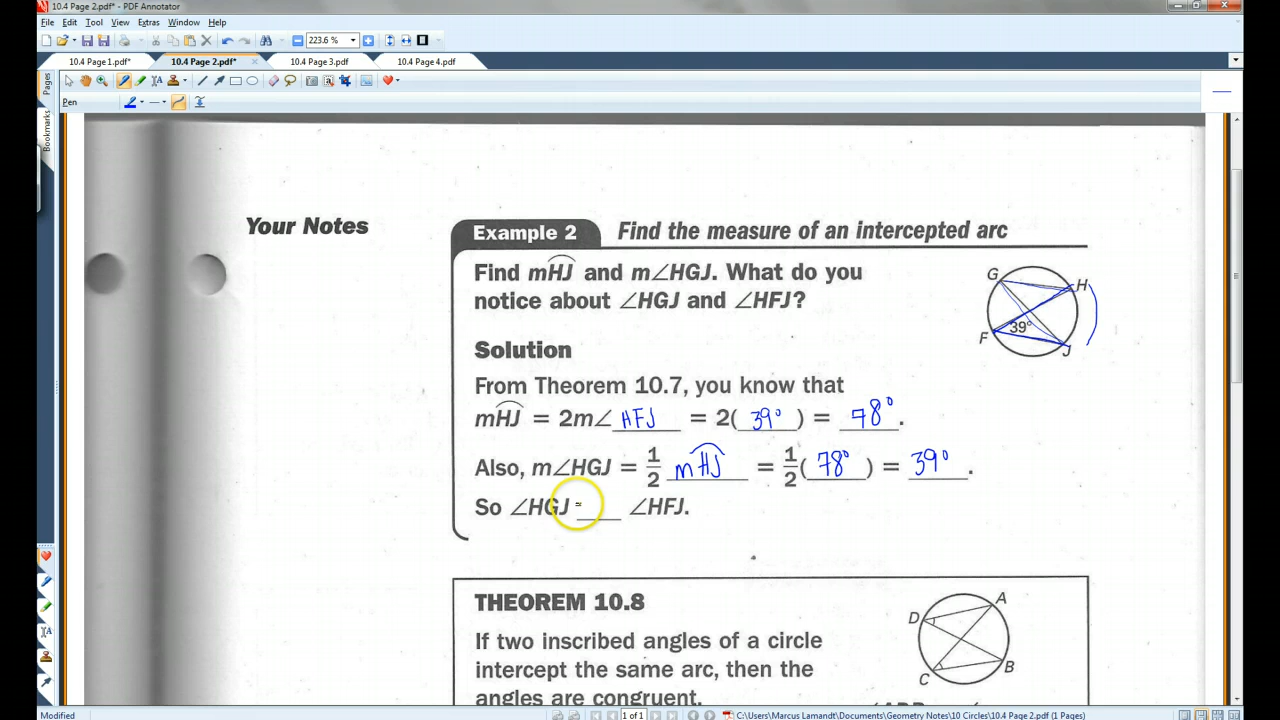 10.4 Page 2.pdf* - PDF Annotator
File Edit Tool View Extras Window Help
223.6 %
10.4 Page 1.pdf* 10.4 Page 2.pdf* 10.4 Page 3.pdf 10.4 Page 4.pdf
Pages
Bookmarks
Pen
Your Notes
Example 2 Find the measure of an intercepted arc
Find mHJ and m∠HGJ. What do you
notice about ∠HGJ and ∠HFJ?
G
H
F
39°
J
Solution
From Theorem 10.7, you know that
mHJ = 2m∠ HFJ = 2( 39° ) = 78°.
Also, m∠HGJ = 1/2 mHJ = 1/2( 78° ) = 39°.
So ∠HGJ ___ ∠HFJ.
THEOREM 10.8
If two inscribed angles of a circle
intercept the same arc, then the
angles are congruent.
A
D
B
C
Modified
1 of 1
C:\Users\Marcus Lamandt\Documents\Geometry Notes\10 Circles\10.4 Page 2.pdf (1 Pages)